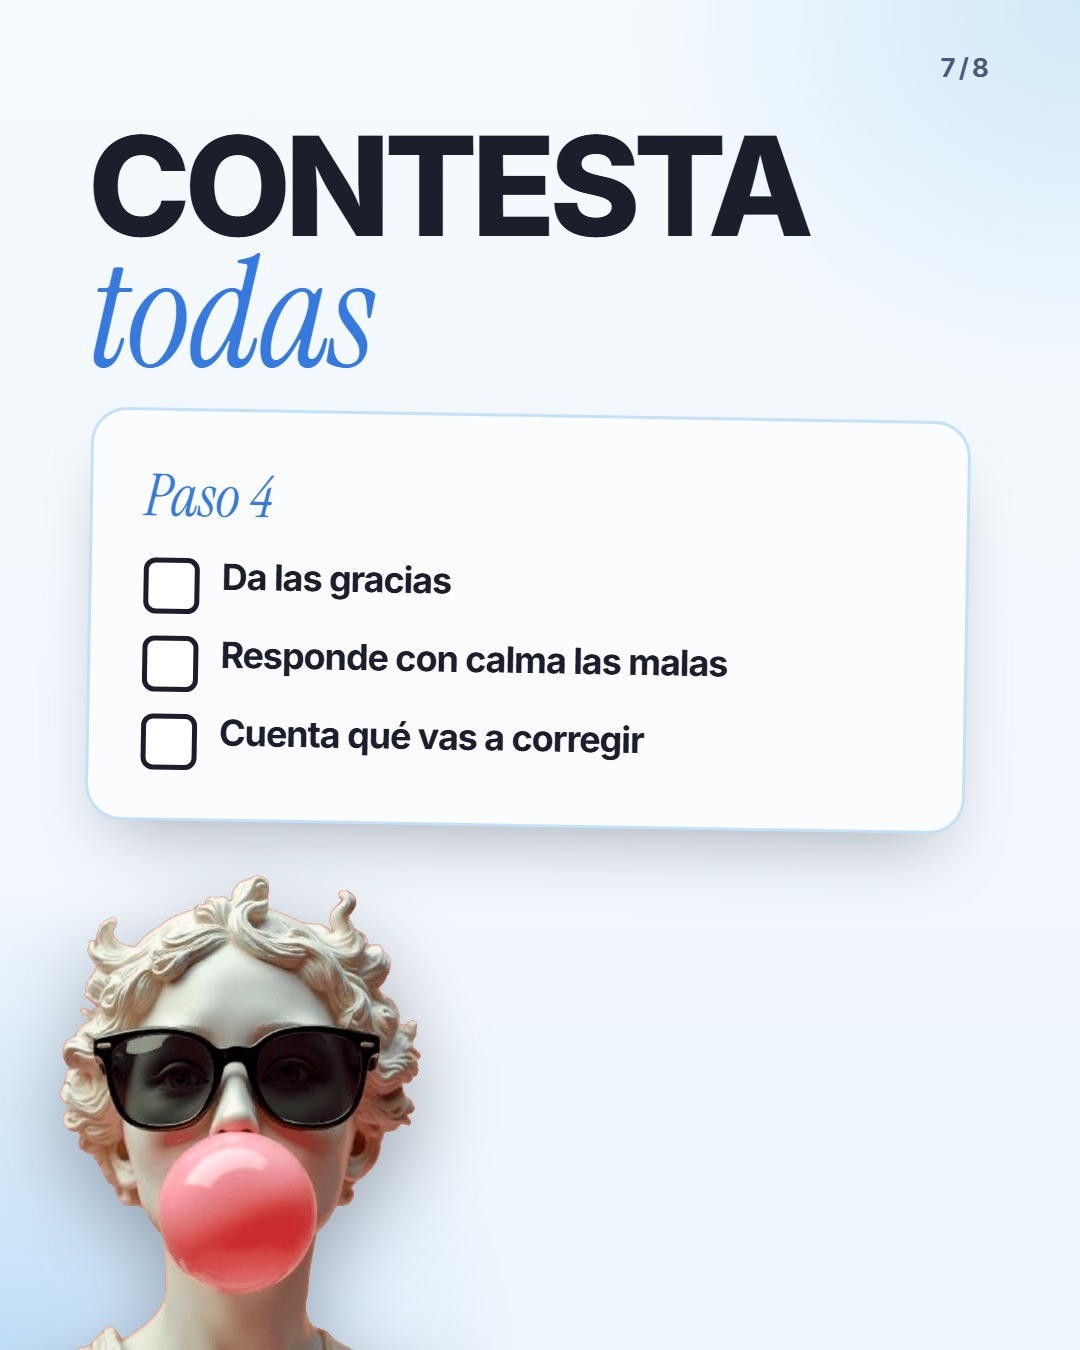 7/8
CONTESTA
todas
Paso 4
Da las gracias
Responde con calma las malas
Cuenta qué vas a corregir